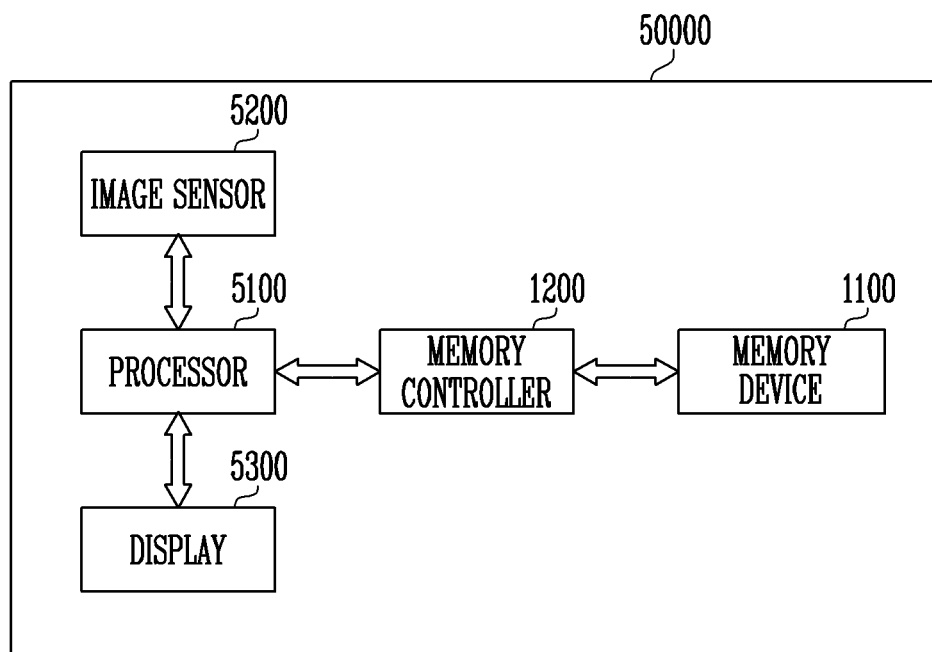 50000
5200
IMAGE SENSOR
5100
PROCESSOR
1200
MEMORY
CONTROLLER
1100
MEMORY
DEVICE
5300
DISPLAY